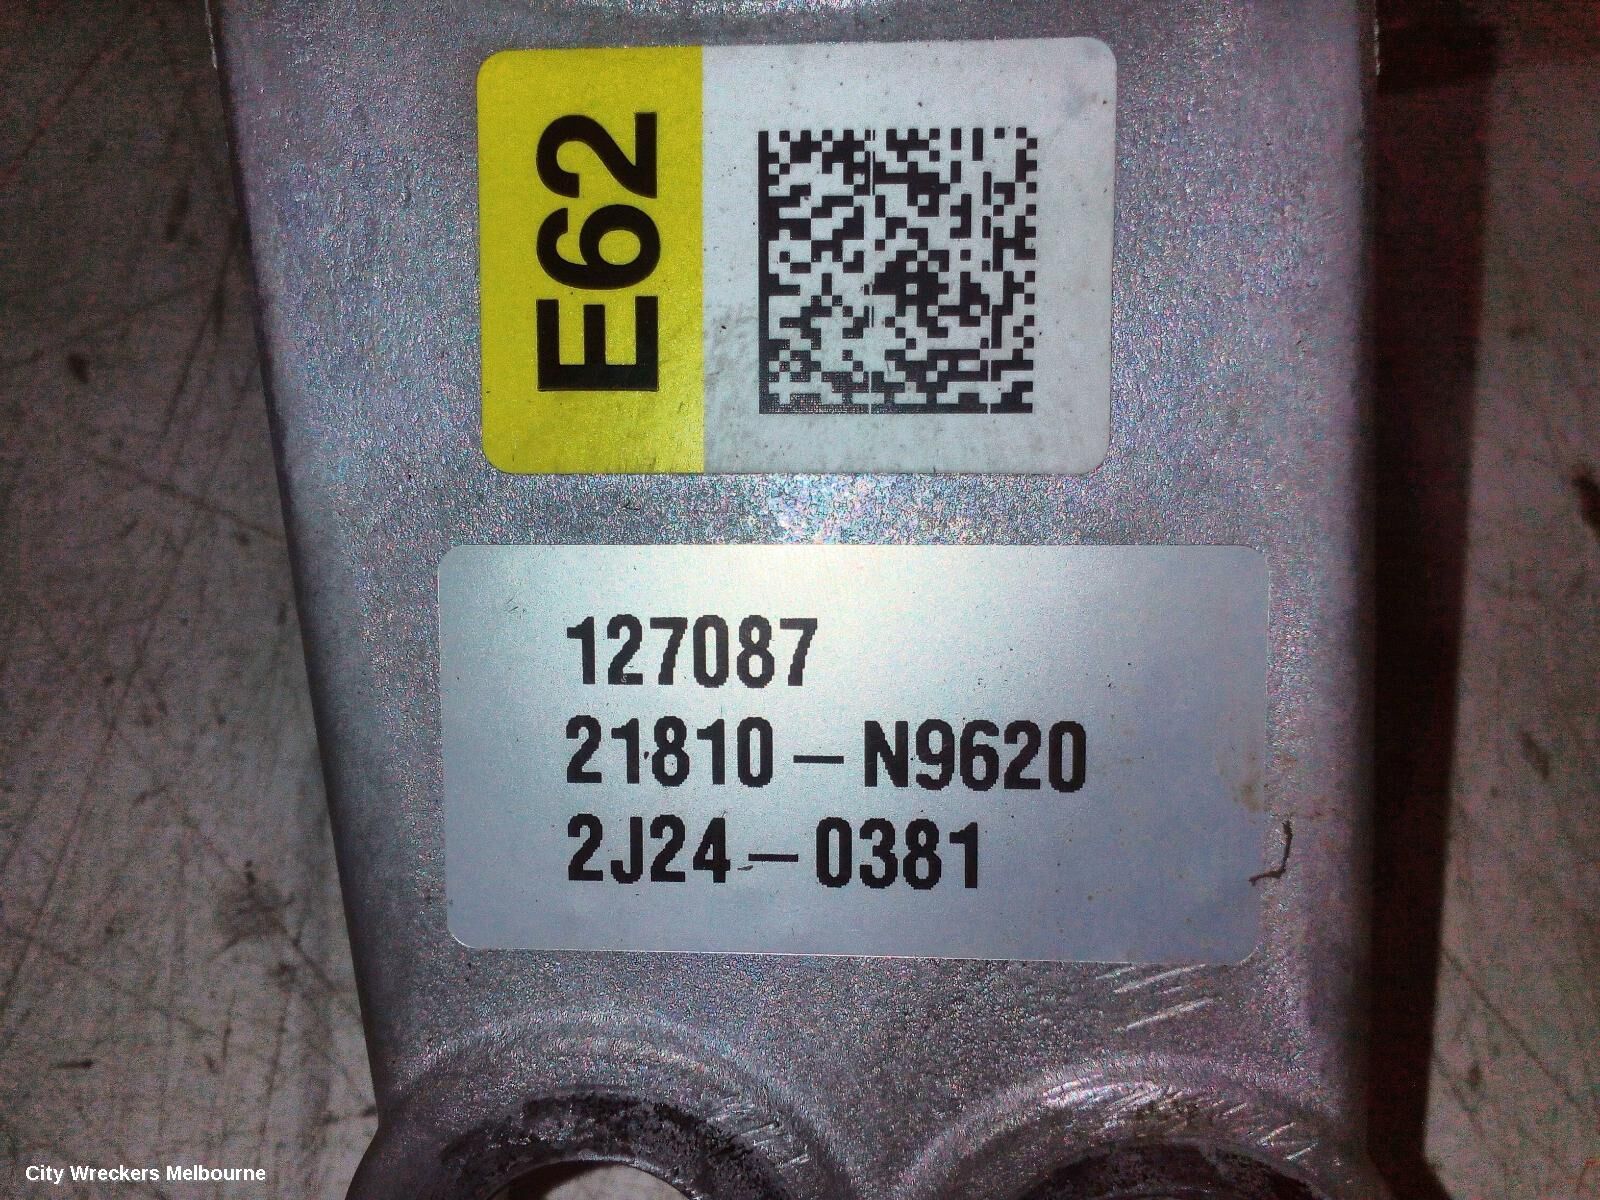 E62
127087
21810-N9620
2J24-0381
City Wreckers Melbourne